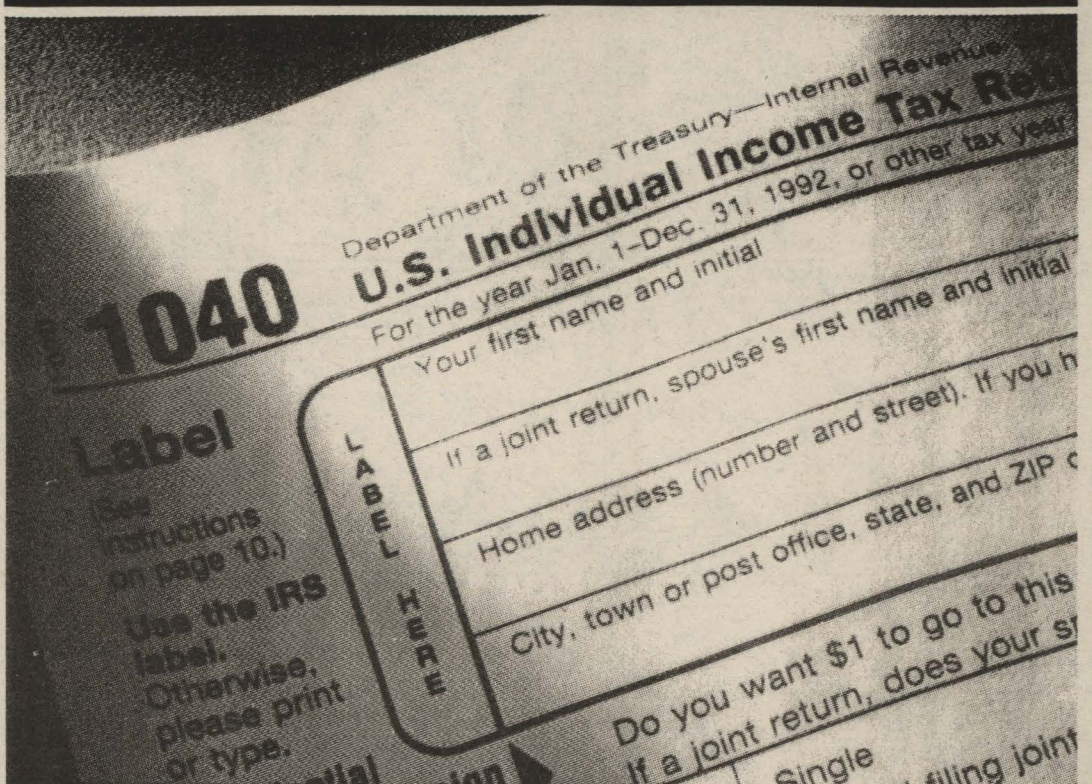 Department of the Treasury—Internal Revenue
1040
U.S. Individual Income Tax Retu
For the year Jan. 1–Dec. 31, 1992, or other tax year
Label
(See
instructions
on page 10.)
Use the IRS
label.
Otherwise,
please print
or type.
LABEL HERE
Your first name and initial
If a joint return, spouse's first name and initial
Home address (number and street). If you h
City, town or post office, state, and ZIP c
Do you want $1 to go to this
If a joint return, does your sp
Single
filing joint